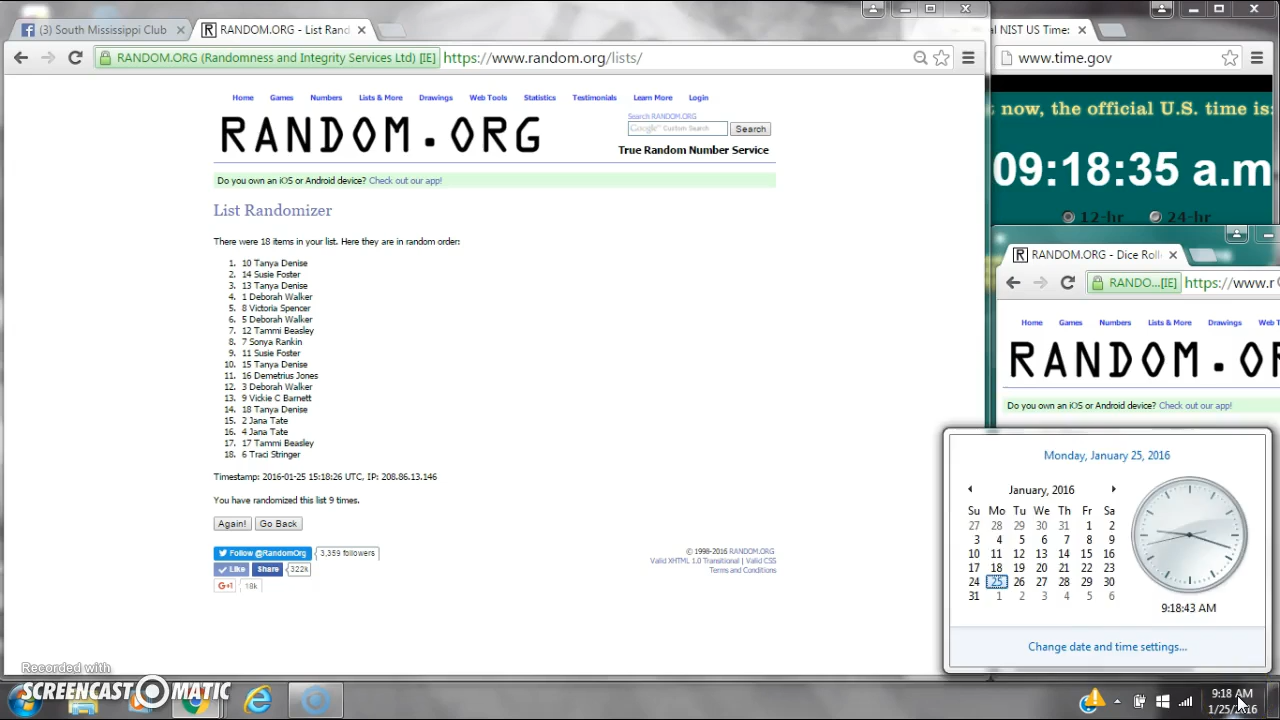 (3) South Mississippi Club
RANDOM.ORG - List Rand
RANDOM.ORG (Randomness and Integrity Services Ltd) [IE] https://www.random.org/lists/
Home Games Numbers Lists & More Drawings Web Tools Statistics Testimonials Learn More Login
RANDOM.ORG
Search RANDOM.ORG
Google Custom Search Search
True Random Number Service
Do you own an iOS or Android device? Check out our app!
List Randomizer
There were 18 items in your list. Here they are in random order:
1. 10 Tanya Denise
2. 14 Susie Foster
3. 13 Tanya Denise
4. 1 Deborah Walker
5. 8 Victoria Spencer
6. 5 Deborah Walker
7. 12 Tammi Beasley
8. 7 Sonya Rankin
9. 11 Susie Foster
10. 15 Tanya Denise
11. 16 Demetrius Jones
12. 3 Deborah Walker
13. 9 Vickie C Barnett
14. 18 Tanya Denise
15. 2 Jana Tate
16. 4 Jana Tate
17. 17 Tammi Beasley
18. 6 Traci Stringer
Timestamp: 2016-01-25 15:18:26 UTC, IP: 208.86.13.146
You have randomized this list 9 times.
Again! Go Back
Follow @RandomOrg 3,359 followers
Like Share 322k
G+1 18k
© 1998-2016 RANDOM.ORG
Valid XHTML 1.0 Transitional | Valid CSS
Terms and Conditions
al NIST US Time:
www.time.gov
now, the official U.S. time is:
09:18:35 a.m
12-hr 24-hr
RANDOM.ORG - Dice Roll
RANDO...[IE] https://www.r
Home Games Numbers Lists & More Drawings Web T
RANDOM.OR
Do you own an iOS or Android device? Check out our app!
Monday, January 25, 2016
January, 2016
Su Mo Tu We Th Fr Sa
27 28 29 30 31 1 2
3 4 5 6 7 8 9
10 11 12 13 14 15 16
17 18 19 20 21 22 23
24 25 26 27 28 29 30
31 1 2 3 4 5 6
9:18:43 AM
Change date and time settings...
Recorded with
SCREENCAST MATIC
9:18 AM
1/25/2016